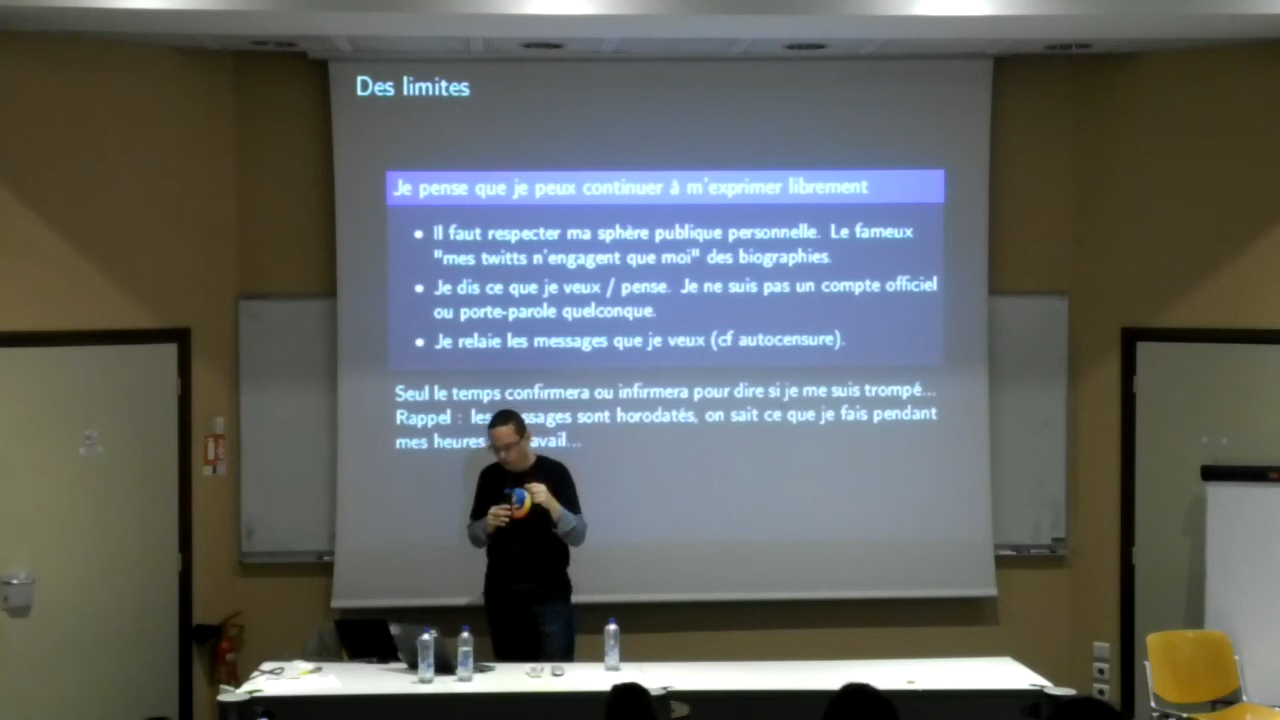 Des limites
Je pense que je peux continuer à m'exprimer librement
• Il faut respecter ma sphère publique personnelle. Le fameux
"mes twitts n'engagent que moi" des biographies.
• Je dis ce que je veux / pense. Je ne suis pas un compte officiel
ou porte-parole quelconque.
• Je relaie les messages que je veux (cf autocensure).
Seul le temps confirmera ou infirmera pour dire si je me suis trompé...
Rappel : les ssages sont horodatés, on sait ce que je fais pendant
mes heures avail...